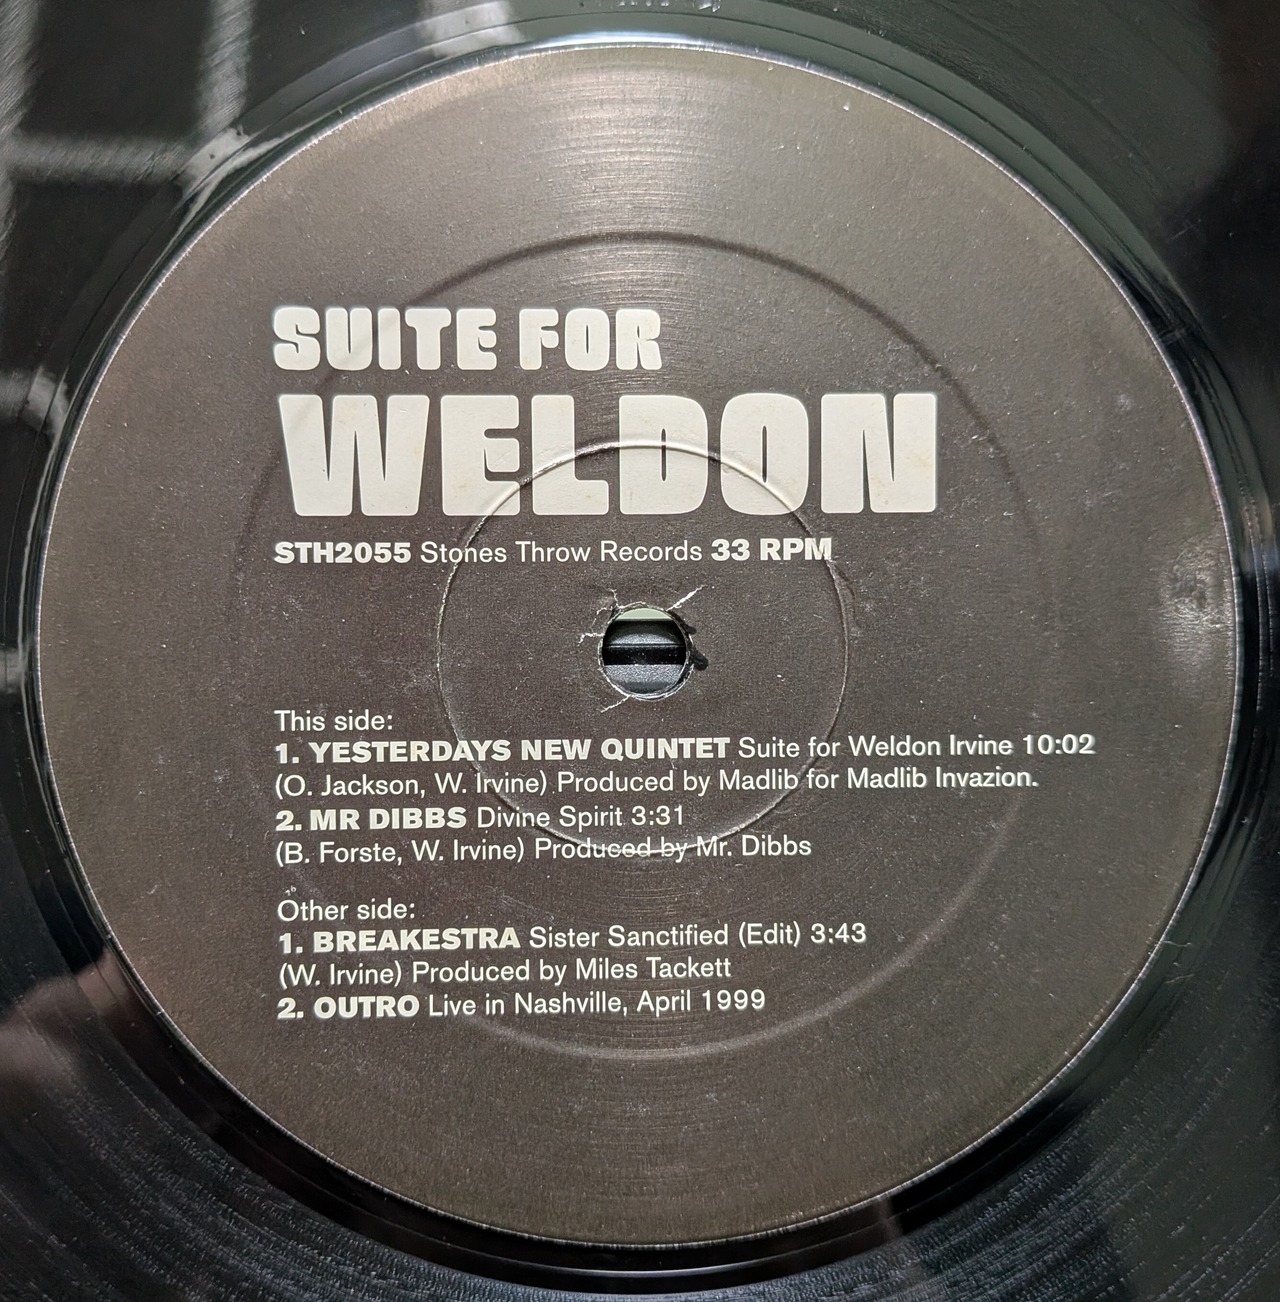 SUITE FOR
WELDON
STH2055 Stones Throw Records 33 RPM
This side:
1. YESTERDAYS NEW QUINTET Suite for Weldon Irvine 10:02
(O. Jackson, W. Irvine) Produced by Madlib for Madlib Invazion.
2. MR DIBBS Divine Spirit 3:31
(B. Forste, W. Irvine) Produced by Mr. Dibbs
Other side:
1. BREAKESTRA Sister Sanctified (Edit) 3:43
(W. Irvine) Produced by Miles Tackett
2. OUTRO Live in Nashville, April 1999